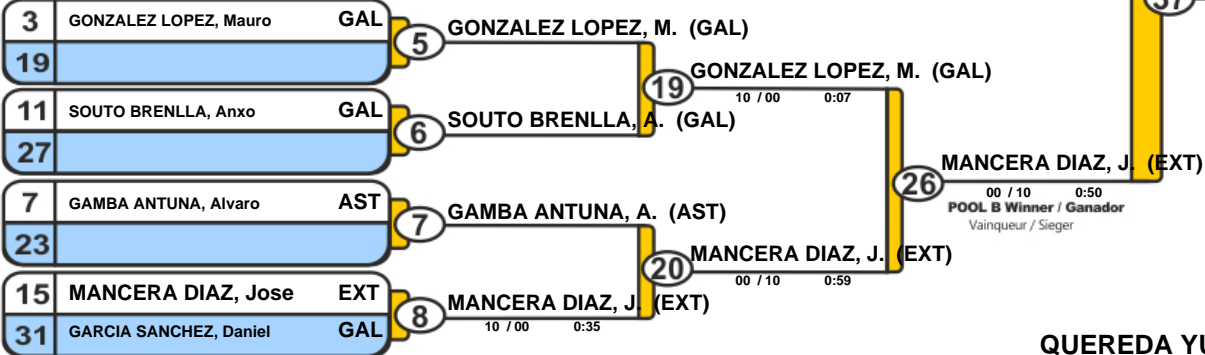 37
3 GONZALEZ LOPEZ, Mauro GAL
5 GONZALEZ LOPEZ, M. (GAL)
19
19 GONZALEZ LOPEZ, M. (GAL)
10 / 00 0:07
11 SOUTO BRENLLA, Anxo GAL
6 SOUTO BRENLLA, A. (GAL)
27
26 MANCERA DIAZ, J. (EXT)
00 / 10 0:50
POOL B Winner / Ganador
Vainqueur / Sieger
7 GAMBA ANTUNA, Alvaro AST
7 GAMBA ANTUNA, A. (AST)
23
20 MANCERA DIAZ, J. (EXT)
00 / 10 0:59
15 MANCERA DIAZ, Jose EXT
8 MANCERA DIAZ, J. (EXT)
10 / 00 0:35
31 GARCIA SANCHEZ, Daniel GAL
QUEREDA YU